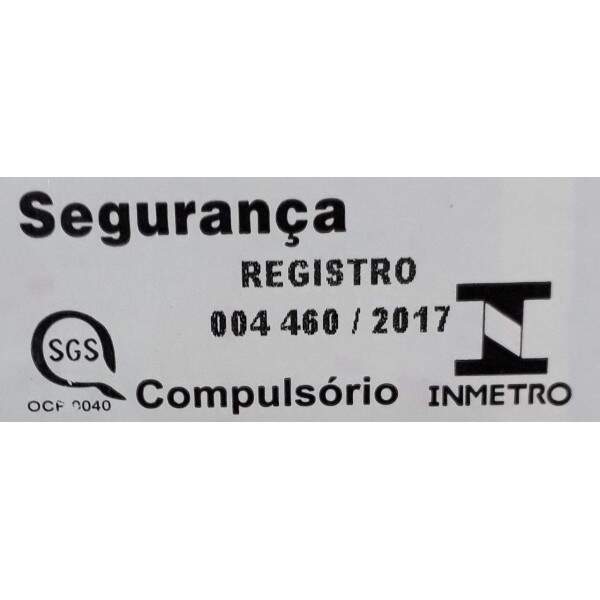 Segurança
REGISTRO
004 460 / 2017
SGS
Compulsório
INMETRO